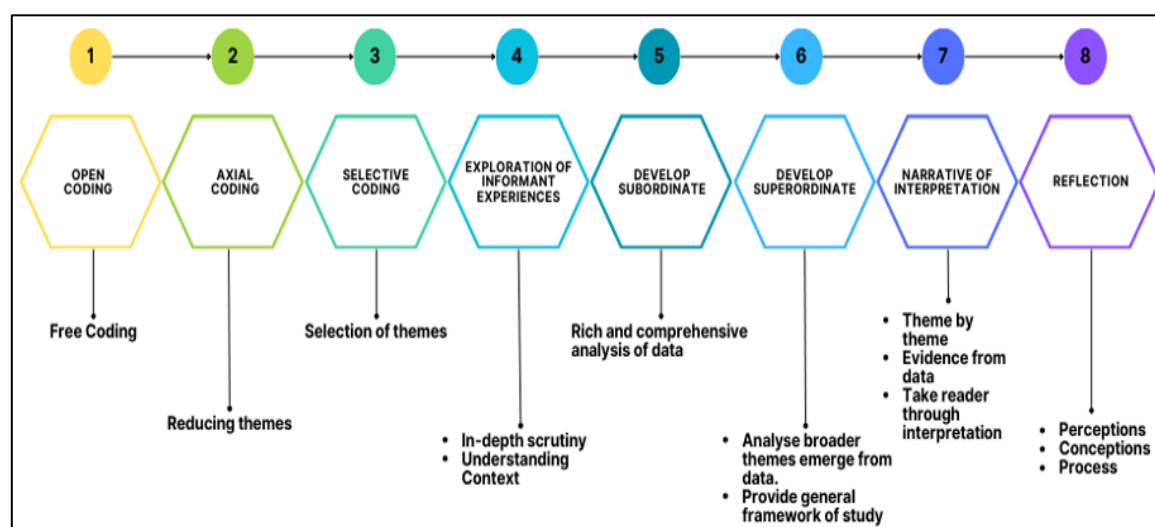 1
2
3
4
5
6
7
8
OPEN
CODING
AXIAL
CODING
SELECTIVE
CODING
EXPLORATION OF
INFORMANT
EXPERIENCES
DEVELOP
SUBORDINATE
DEVELOP
SUPERORDINATE
NARRATIVE OF
INTERPRETATION
REFLECTION
Free Coding
Reducing themes
Selection of themes
• In-depth scrutiny
• Understanding
Context
Rich and comprehensive
analysis of data
• Analyse broader
themes emerge from
data.
• Provide general
framework of study
• Theme by
theme
• Evidence from
data
• Take reader
through
interpretation
• Perceptions
• Conceptions
• Process